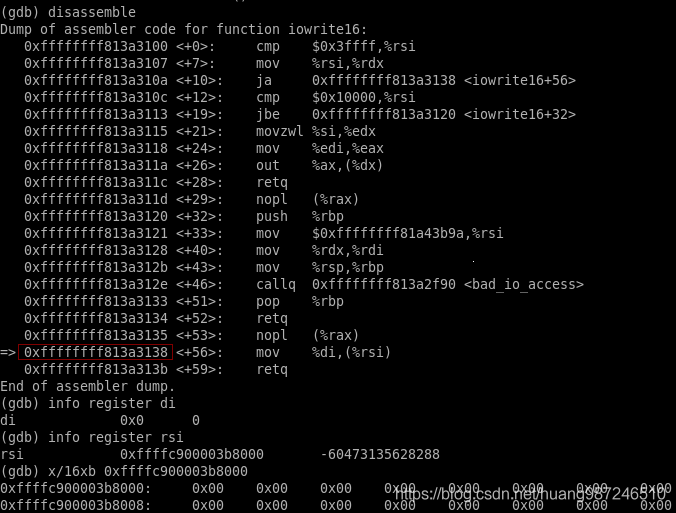 (gdb) disassemble
Dump of assembler code for function iowrite16:
   0xffffffff813a3100 <+0>:     cmp    $0x3ffff,%rsi
   0xffffffff813a3107 <+7>:     mov    %rsi,%rdx
   0xffffffff813a310a <+10>:    ja     0xffffffff813a3138 <iowrite16+56>
   0xffffffff813a310c <+12>:    cmp    $0x10000,%rsi
   0xffffffff813a3113 <+19>:    jbe    0xffffffff813a3120 <iowrite16+32>
   0xffffffff813a3115 <+21>:    movzwl %si,%edx
   0xffffffff813a3118 <+24>:    mov    %edi,%eax
   0xffffffff813a311a <+26>:    out    %ax,(%dx)
   0xffffffff813a311c <+28>:    retq
   0xffffffff813a311d <+29>:    nopl   (%rax)
   0xffffffff813a3120 <+32>:    push   %rbp
   0xffffffff813a3121 <+33>:    mov    $0xffffffff81a43b9a,%rsi
   0xffffffff813a3128 <+40>:    mov    %rdx,%rdi
   0xffffffff813a312b <+43>:    mov    %rsp,%rbp
   0xffffffff813a312e <+46>:    callq  0xffffffff813a2f90 <bad_io_access>
   0xffffffff813a3133 <+51>:    pop    %rbp
   0xffffffff813a3134 <+52>:    retq
   0xffffffff813a3135 <+53>:    nopl   (%rax)
=> 0xffffffff813a3138 <+56>:    mov    %di,(%rsi)
   0xffffffff813a313b <+59>:    retq
End of assembler dump.
(gdb) info register di
di             0x0      0
(gdb) info register rsi
rsi            0xffffc900003b8000       -60473135628288
(gdb) x/16xb 0xffffc900003b8000
0xffffc900003b8000:     0x00    0x00    0x00    0x00    0x00    0x00    0x00    0x00
0xffffc900003b8008:     0x00    0x00    0x00    0x00    0x00    0x00    0x00    0x00
https://blog.csdn.net/huang987246510